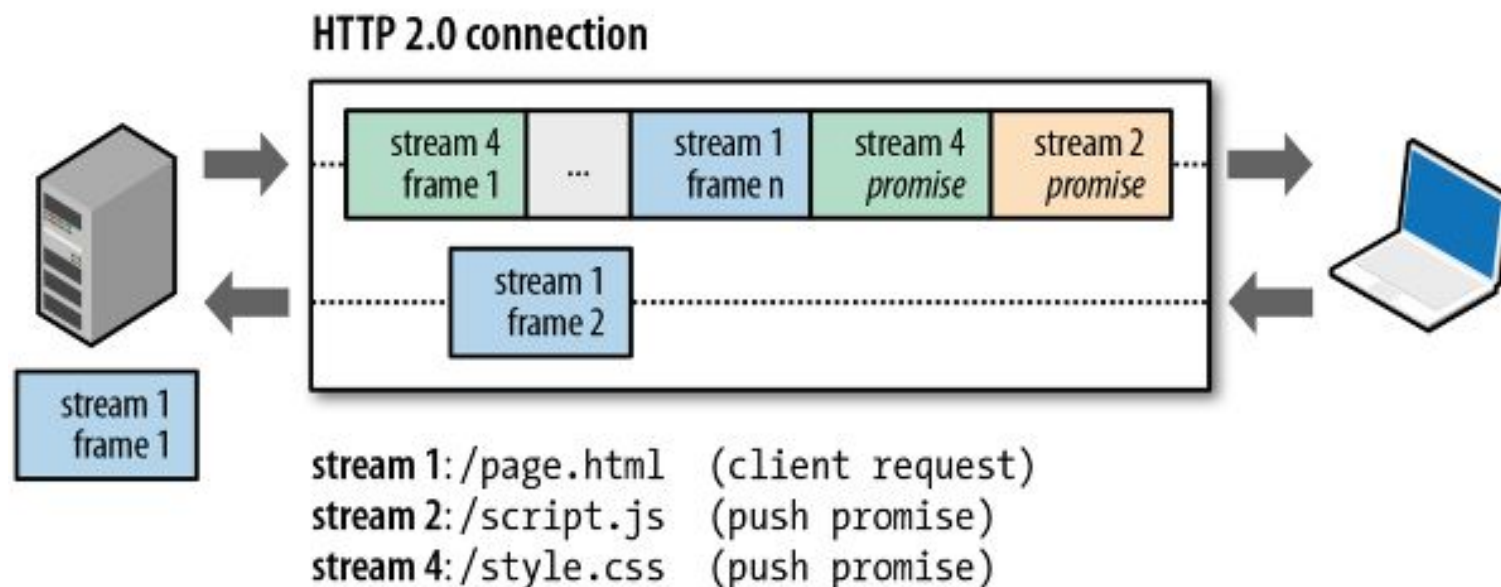 HTTP 2.0 connection
stream 4
frame 1
...
stream 1
frame n
stream 4
promise
stream 2
promise
stream 1
frame 2
stream 1
frame 1
stream 1: /page.html (client request)
stream 2: /script.js (push promise)
stream 4: /style.css (push promise)